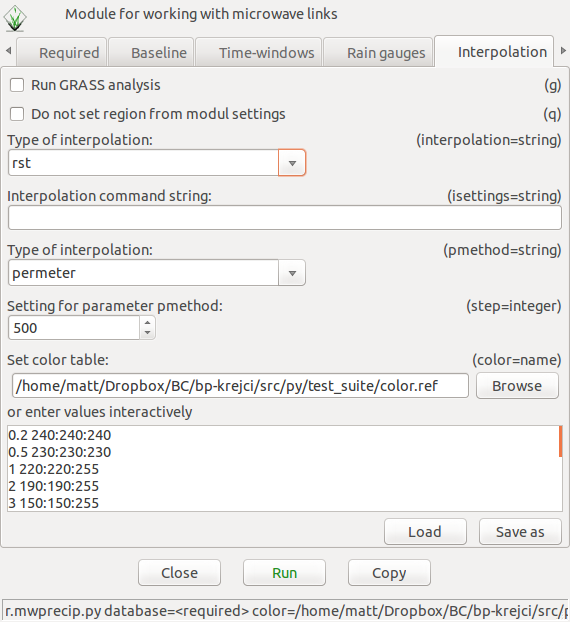 Module for working with microwave links
Required Baseline Time-windows Rain gauges Interpolation
Run GRASS analysis (g)
Do not set region from modul settings (q)
Type of interpolation: (interpolation=string)
rst
Interpolation command string: (isettings=string)
Type of interpolation: (pmethod=string)
permeter
Setting for parameter pmethod: (step=integer)
500
Set color table: (color=name)
/home/matt/Dropbox/BC/bp-krejci/src/py/test_suite/color.ref Browse
or enter values interactively
0.2 240:240:240
0.5 230:230:230
1 220:220:255
2 190:190:255
3 150:150:255
Load Save as
Close Run Copy
r.mwprecip.py database=<required> color=/home/matt/Dropbox/BC/bp-krejci/src/p